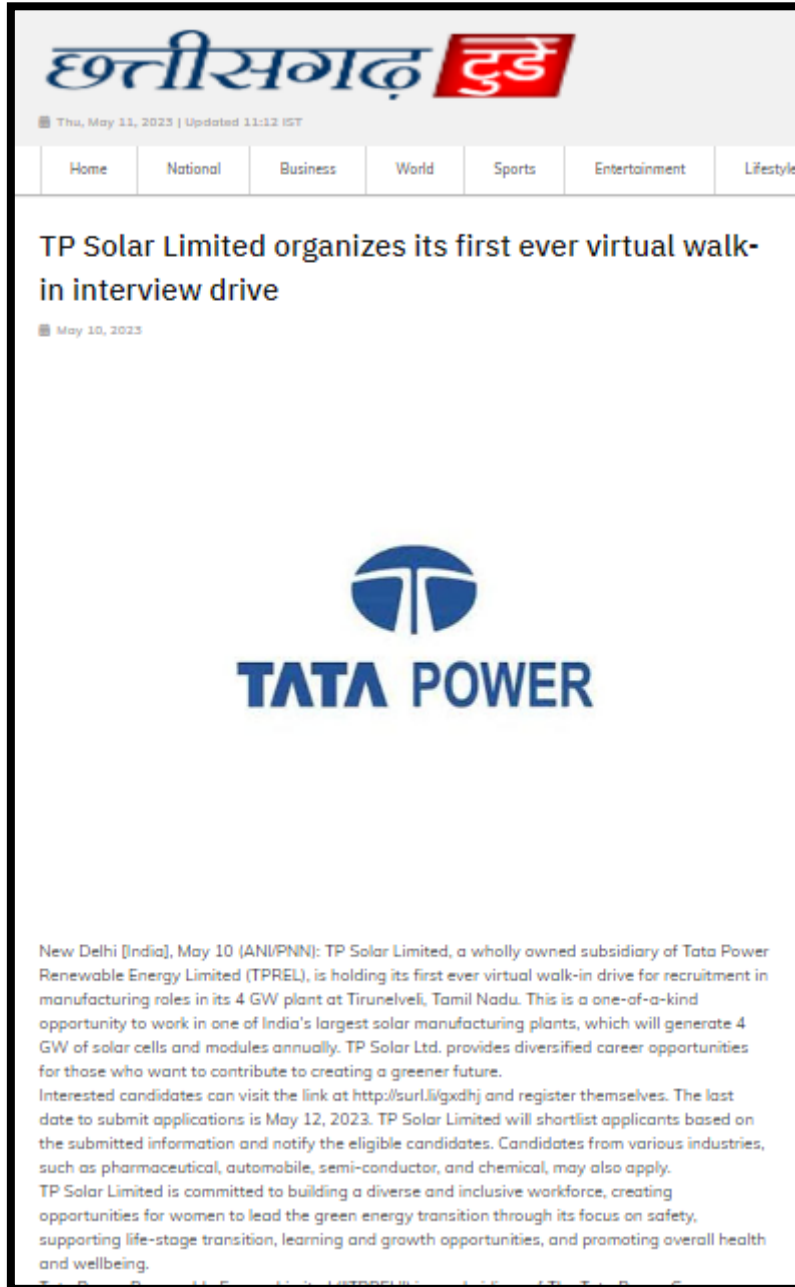 छत्तीसगढ़ टुडे
Thu, May 11, 2023 | Updated 11:12 IST
Home National Business World Sports Entertainment Lifestyle
TP Solar Limited organizes its first ever virtual walk-
in interview drive
May 10, 2023
TATA POWER
New Delhi [India], May 10 (ANI/PNN): TP Solar Limited, a wholly owned subsidiary of Tata Power
Renewable Energy Limited (TPREL), is holding its first ever virtual walk-in drive for recruitment in
manufacturing roles in its 4 GW plant at Tirunelveli, Tamil Nadu. This is a one-of-a-kind
opportunity to work in one of India's largest solar manufacturing plants, which will generate 4
GW of solar cells and modules annually. TP Solar Ltd. provides diversified career opportunities
for those who want to contribute to creating a greener future.
Interested candidates can visit the link at http://surl.li/gxdhj and register themselves. The last
date to submit applications is May 12, 2023. TP Solar Limited will shortlist applicants based on
the submitted information and notify the eligible candidates. Candidates from various industries,
such as pharmaceutical, automobile, semi-conductor, and chemical, may also apply.
TP Solar Limited is committed to building a diverse and inclusive workforce, creating
opportunities for women to lead the green energy transition through its focus on safety,
supporting life-stage transition, learning and growth opportunities, and promoting overall health
and wellbeing.